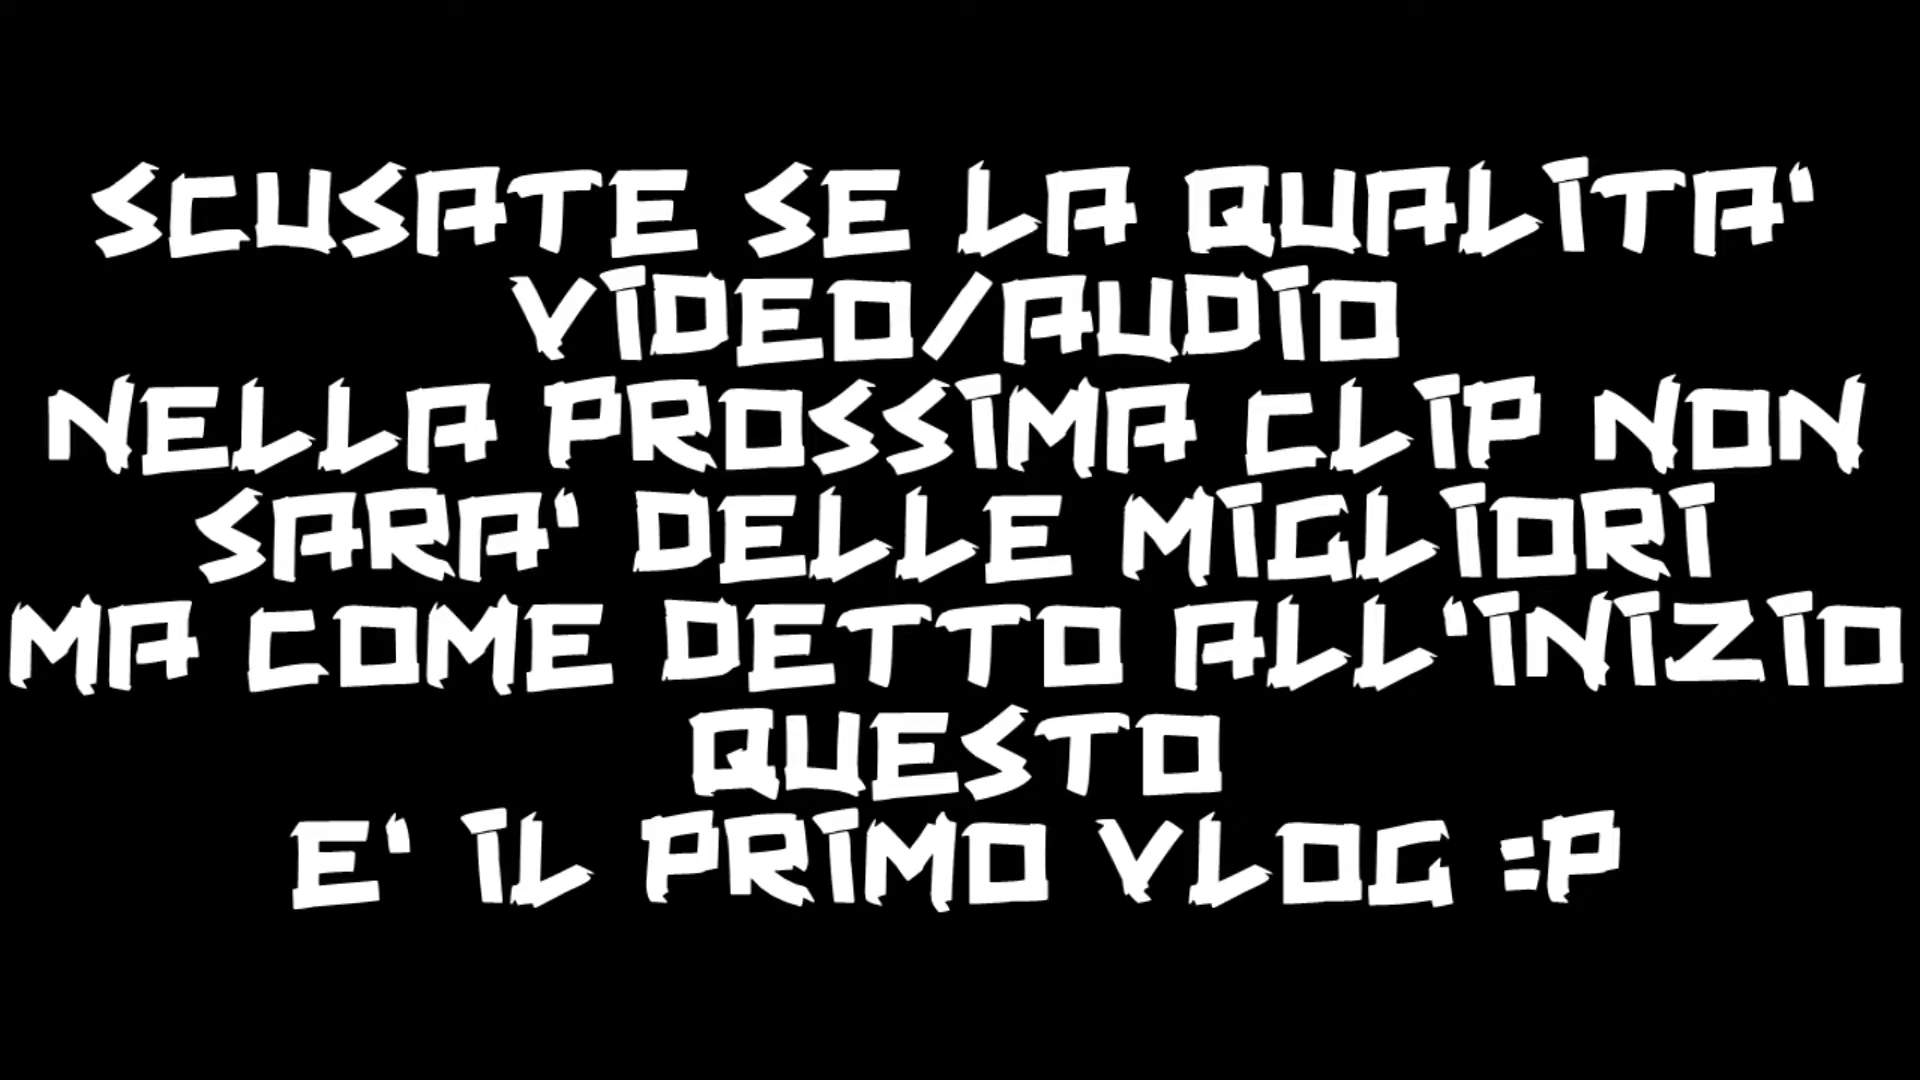 SCUSATE SE LA QUALITA'
VIDEO/AUDIO
NELLA PROSSIMA CLIP NON
SARA' DELLE MIGLIORI
MA COME DETTO ALL'INIZIO
QUESTO
E' IL PRIMO VLOG :P